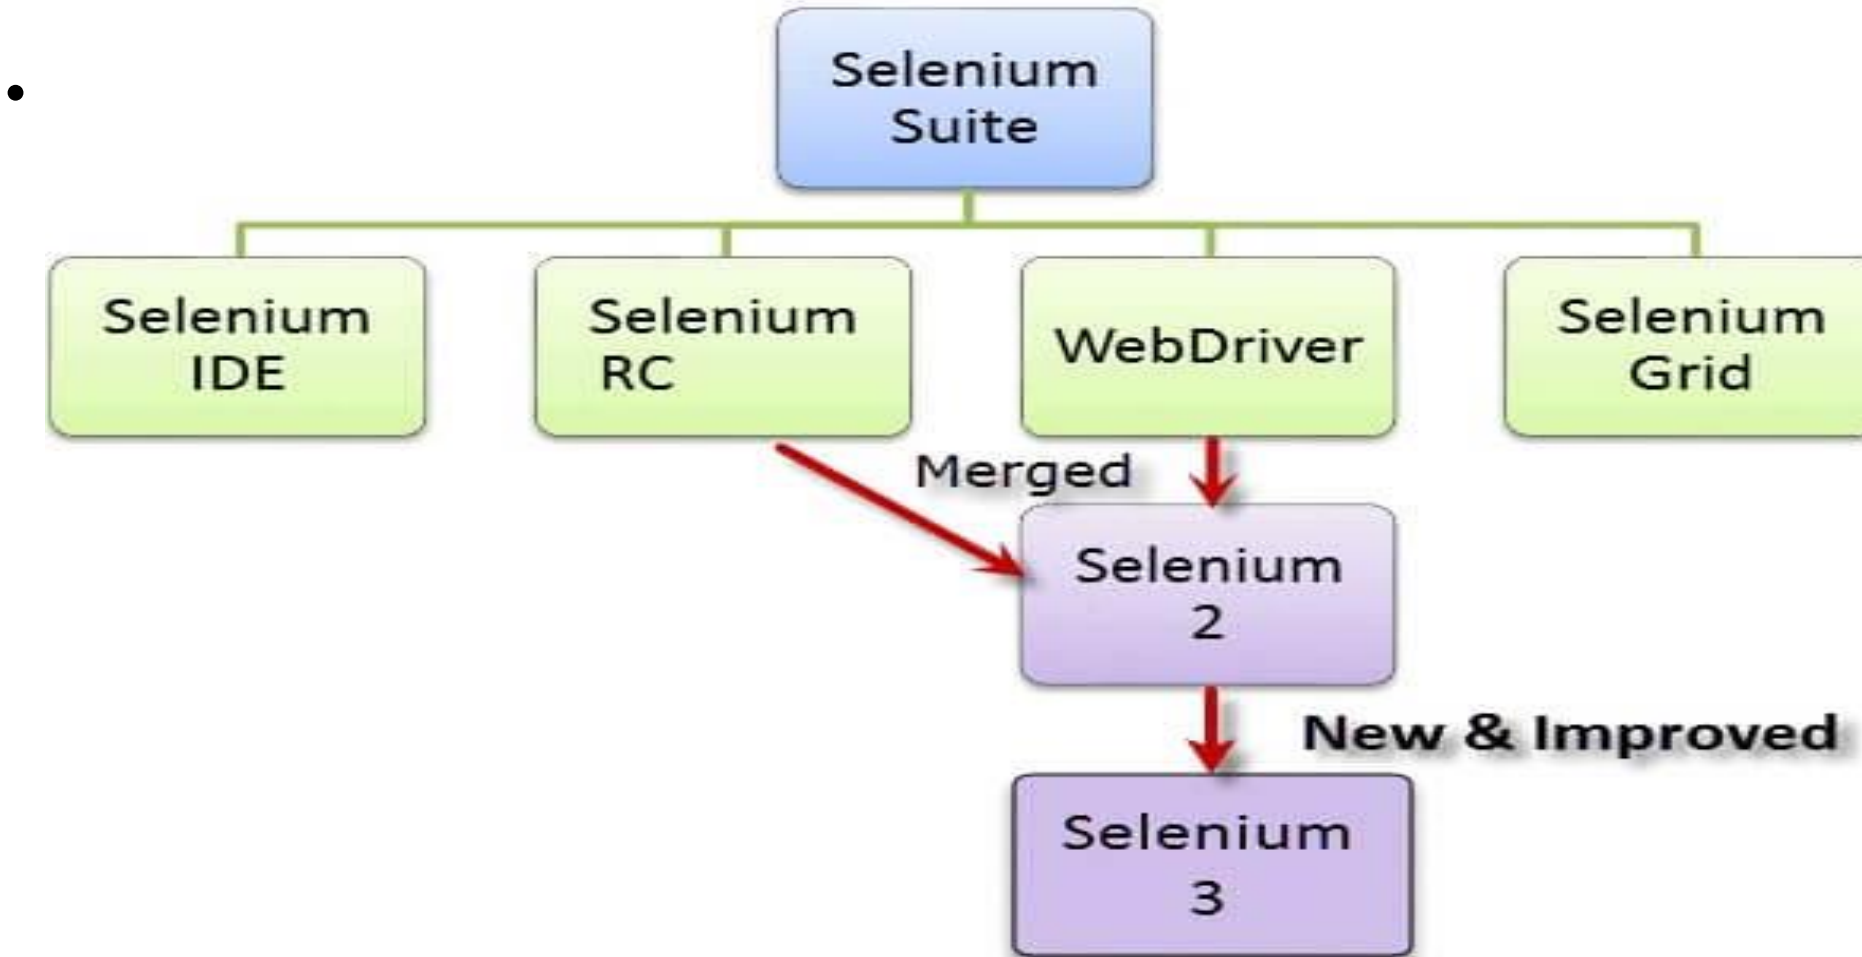 •
Selenium
Suite
Selenium
IDE
Selenium
RC
WebDriver
Selenium
Grid
Merged
Selenium
2
New & Improved
Selenium
3